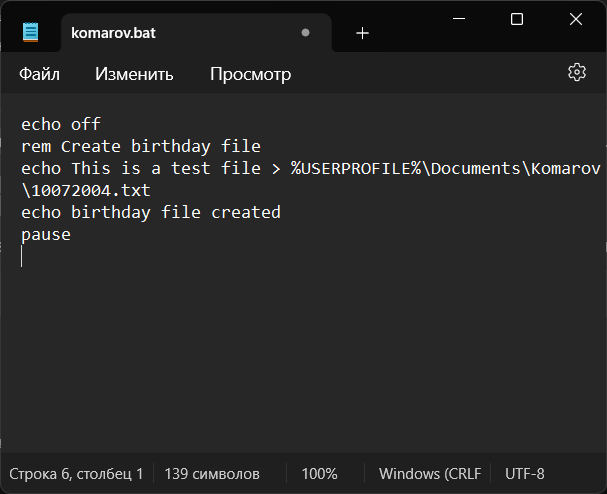 komarov.bat
Файл Изменить Просмотр
echo off
rem Create birthday file
echo This is a test file > %USERPROFILE%\Documents\Komarov
\10072004.txt
echo birthday file created
pause
Строка 6, столбец 1 139 символов 100% Windows (CRLF UTF-8